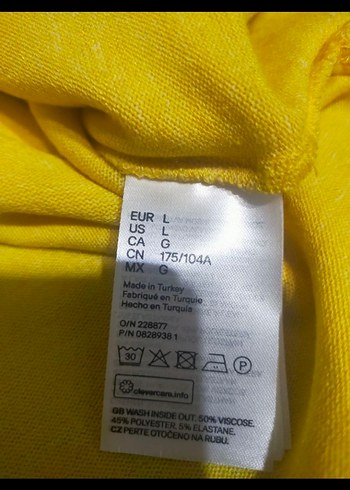 EUR L
US L
CA G
CN 175/104A
MX G
Made in Turkey
Fabriqué en Turquie
Hecho en Turquía
O/N 228877
P/N 0828938 1
30
P
clevercare.info
GB WASH INSIDE OUT. 50% VISCOSE.
45% POLYESTER, 5% ELASTANE.
CZ PERTE OTOČENO NA RUBU.